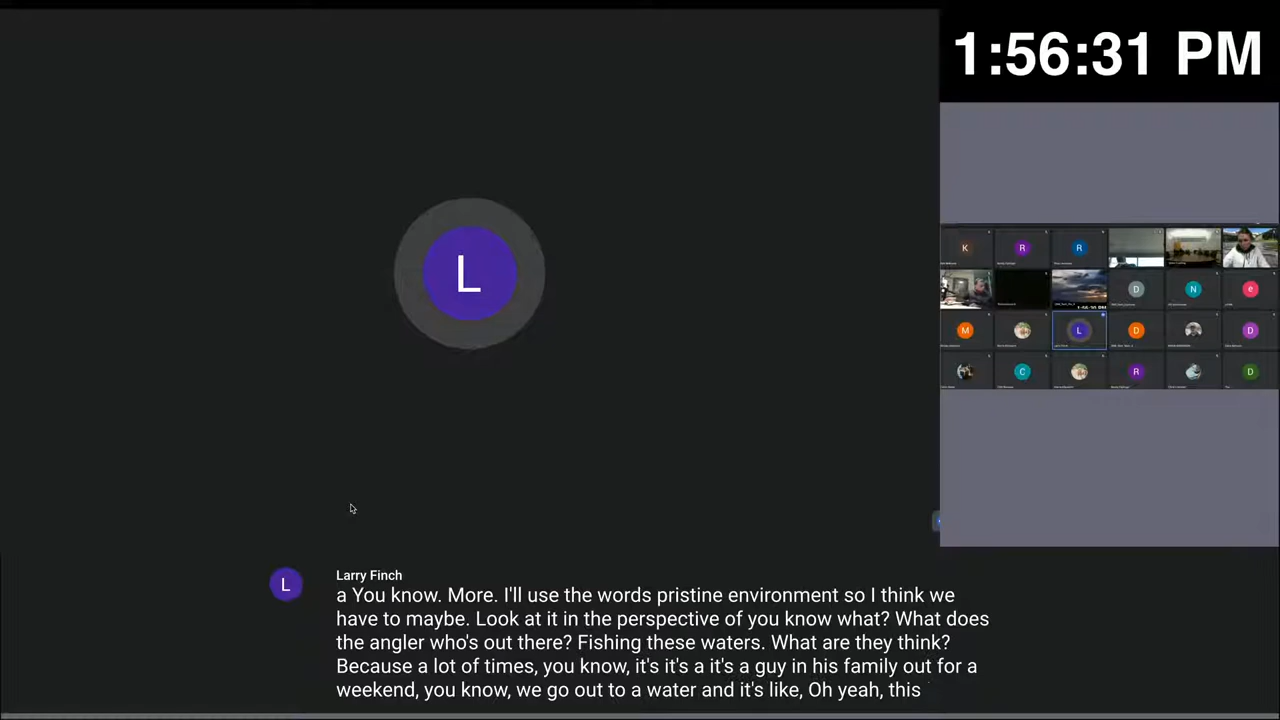 1:56:31 PM
L
K
R
R
D
N
e
M
L
D
D
C
R
D
L
Larry Finch
a You know. More. I'll use the words pristine environment so I think we
have to maybe. Look at it in the perspective of you know what? What does
the angler who's out there? Fishing these waters. What are they think?
Because a lot of times, you know, it's it's a it's a guy in his family out for a
weekend, you know, we go out to a water and it's like, Oh yeah, this